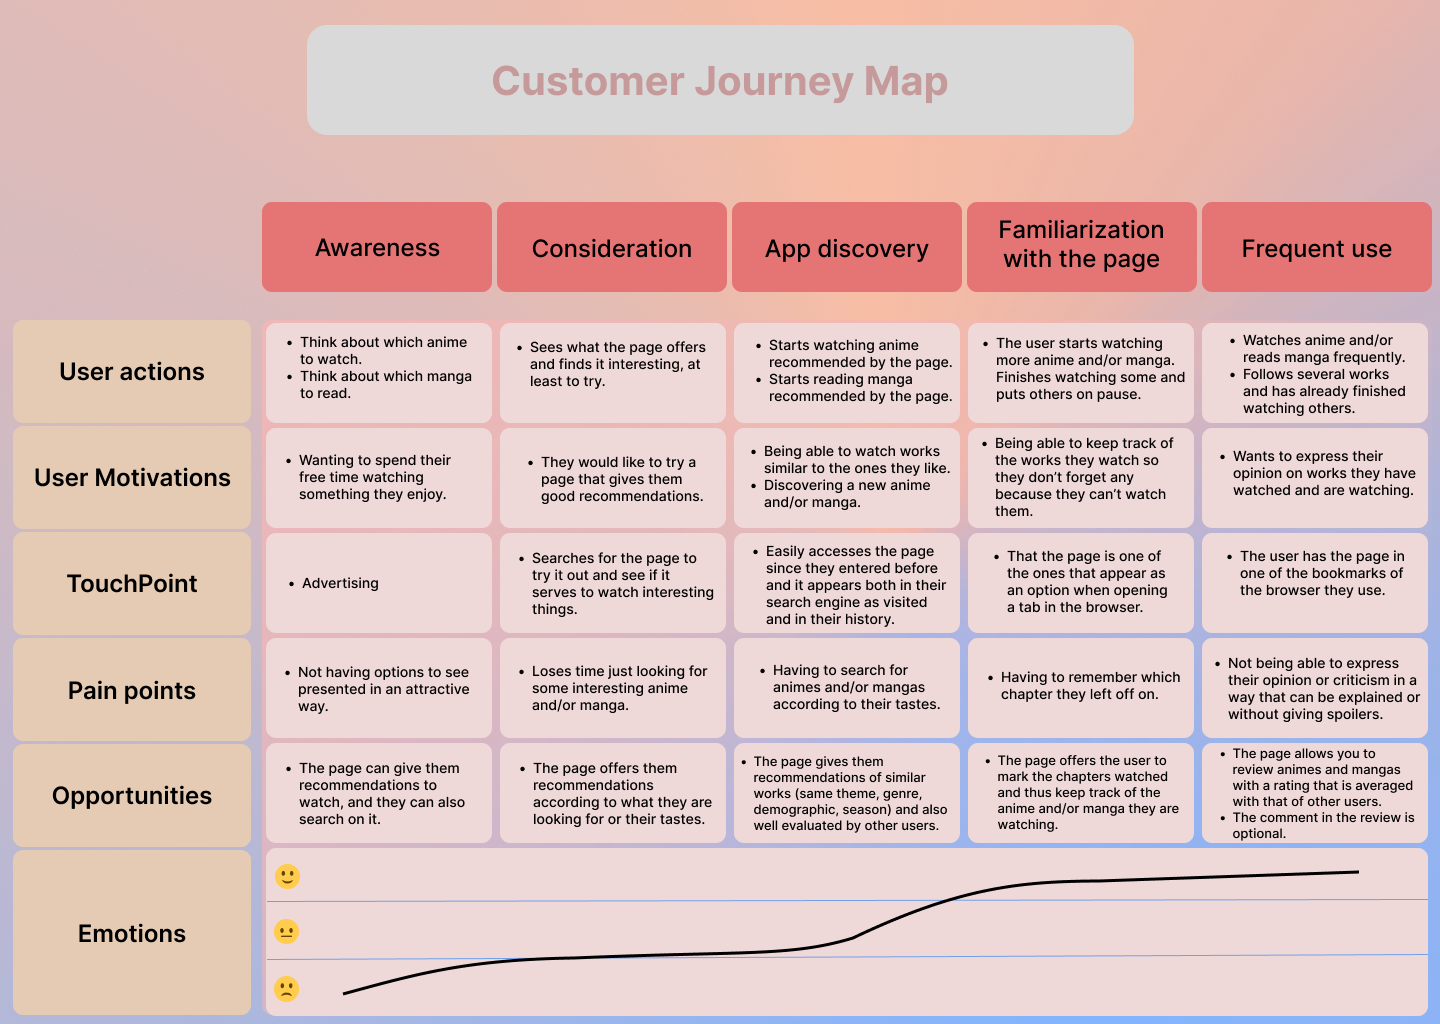 Customer Journey Map
Awareness
Consideration
App discovery
Familiarization
with the page
Frequent use
User actions
• Think about which anime
to watch.
• Think about which manga
to read.
• Sees what the page offers
and finds it interesting, at
least to try.
• Starts watching anime
recommended by the page.
• Starts reading manga
recommended by the page.
• The user starts watching
more anime and/or manga.
Finishes watching some and
puts others on pause.
• Watches anime and/or
reads manga frequently.
• Follows several works
and has already finished
watching others.
User Motivations
• Wanting to spend their
free time watching
something they enjoy.
• They would like to try a
page that gives them
good recommendations.
• Being able to watch works
similar to the ones they like.
• Discovering a new anime
and/or manga.
• Being able to keep track of
the works they watch so
they don’t forget any
because they can’t watch
them.
• Wants to express their
opinion on works they have
watched and are watching.
TouchPoint
• Advertising
• Searches for the page to
try it out and see if it
serves to watch interesting
things.
• Easily accesses the page
since they entered before
and it appears both in their
search engine as visited
and in their history.
• That the page is one of
the ones that appear as
an option when opening
a tab in the browser.
• The user has the page in
one of the bookmarks of
the browser they use.
Pain points
• Not having options to see
presented in an attractive
way.
• Loses time just looking for
some interesting anime
and/or manga.
• Having to search for
animes and/or mangas
according to their tastes.
• Having to remember which
chapter they left off on.
• Not being able to express
their opinion or criticism in a
way that can be explained or
without giving spoilers.
Opportunities
• The page can give them
recommendations to
watch, and they can also
search on it.
• The page offers them
recommendations
according to what they are
looking for or their tastes.
• The page gives them
recommendations of similar
works (same theme, genre,
demographic, season) and also
well evaluated by other users.
• The page offers the user to
mark the chapters watched
and thus keep track of the
anime and/or manga they are
watching.
• The page allows you to
review animes and mangas
with a rating that is averaged
with that of other users.
• The comment in the review is
optional.
Emotions